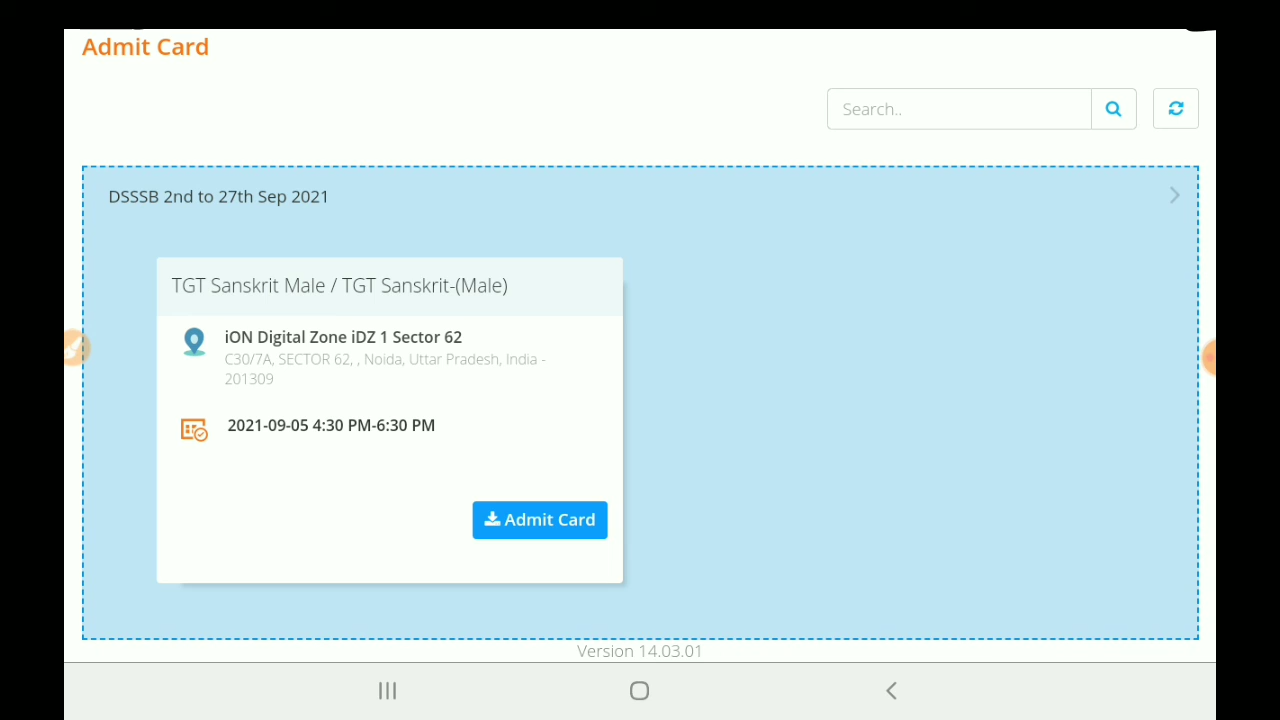 Admit Card
Search..
DSSSB 2nd to 27th Sep 2021
TGT Sanskrit Male / TGT Sanskrit-(Male)
iON Digital Zone iDZ 1 Sector 62
C30/7A, SECTOR 62, , Noida, Uttar Pradesh, India -
201309
2021-09-05 4:30 PM-6:30 PM
Admit Card
Version 14.03.01